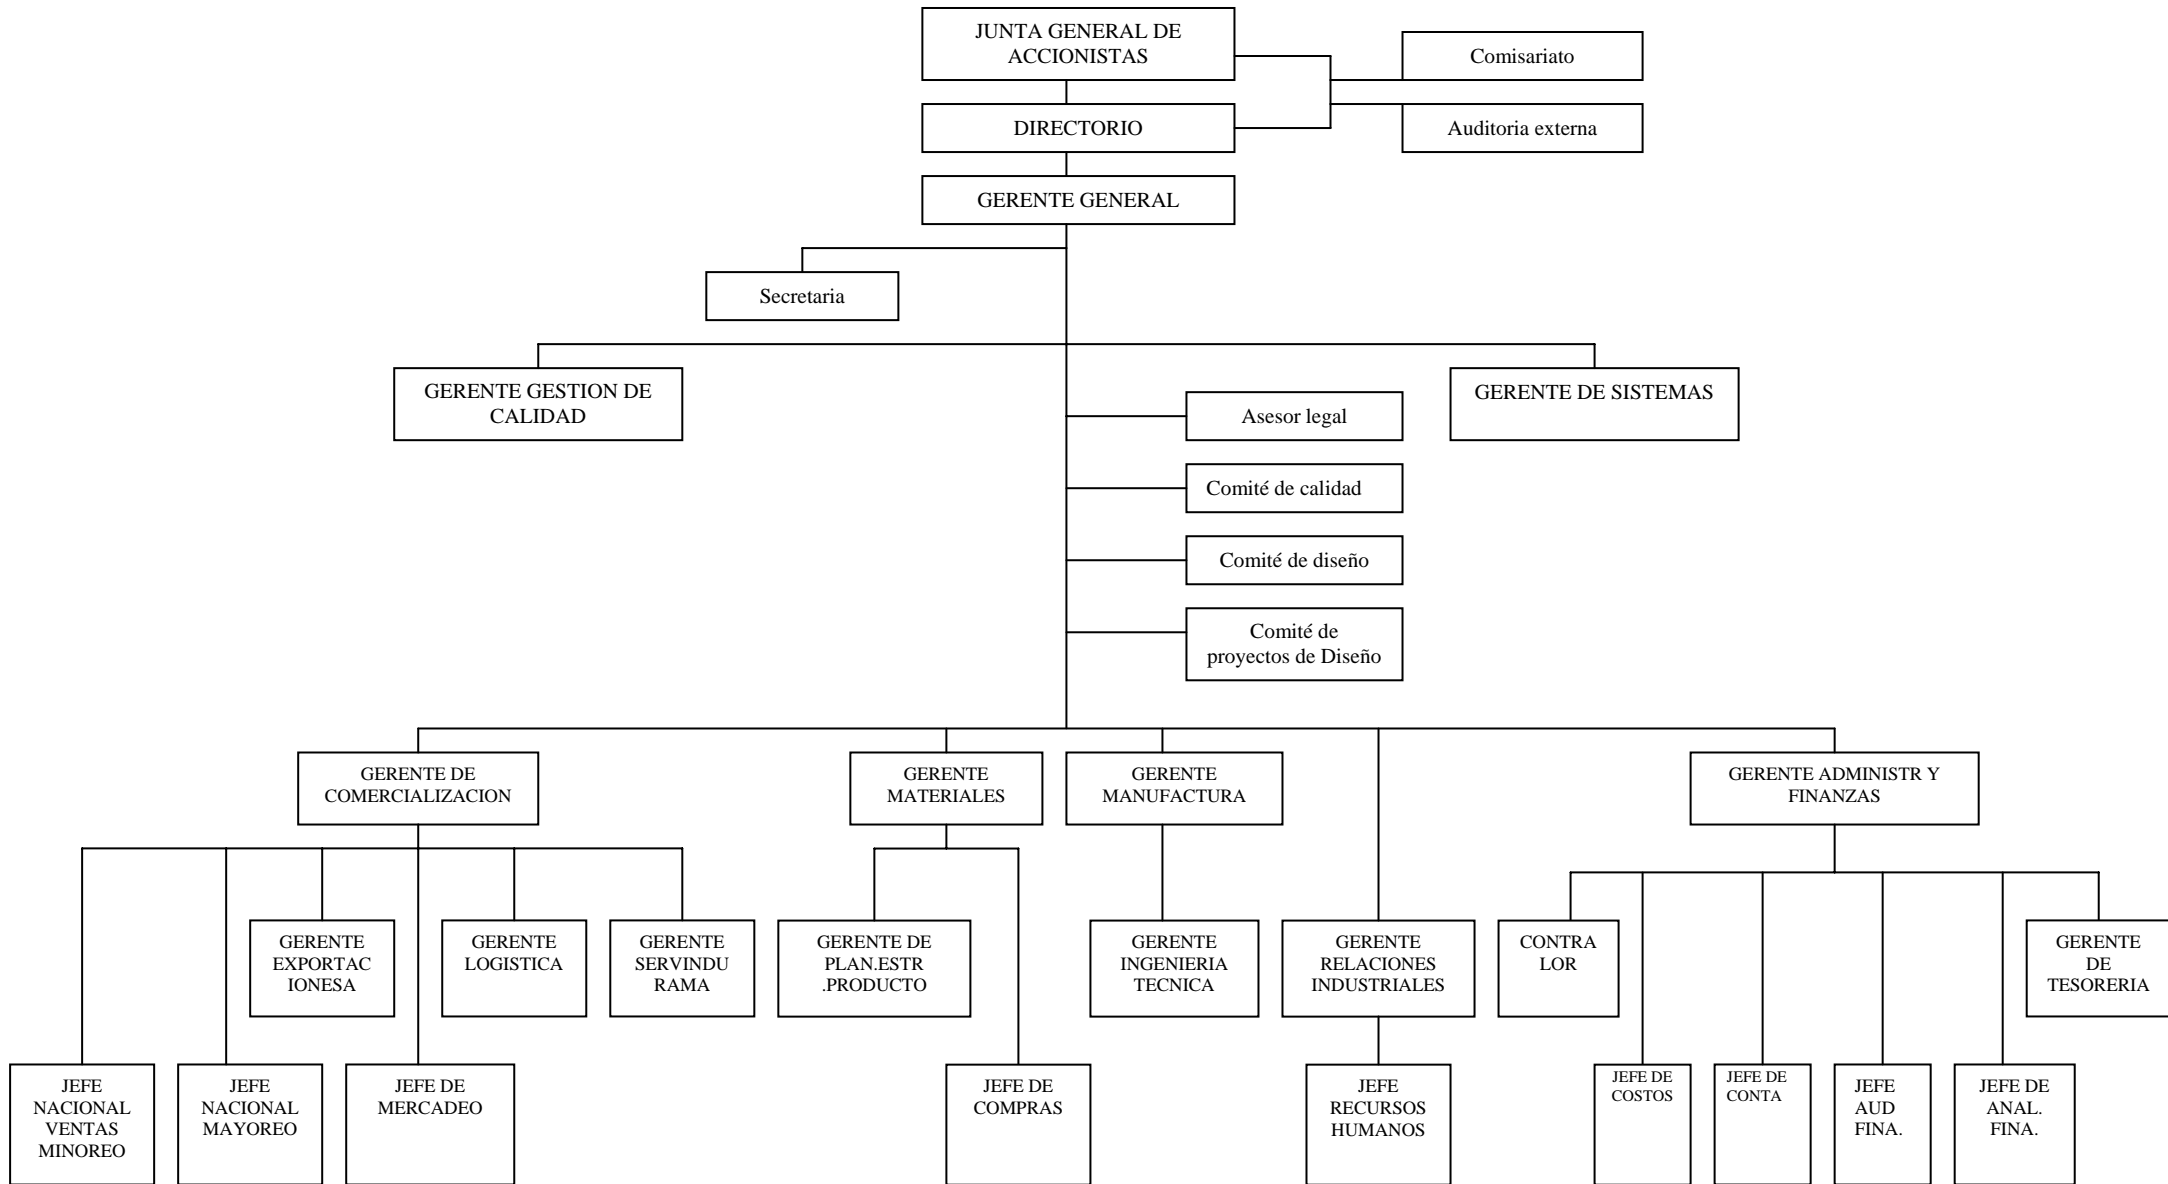 JUNTA GENERAL DE
ACCIONISTAS
Comisariato
DIRECTORIO
Auditoria externa
GERENTE GENERAL
Secretaria
GERENTE GESTION DE
CALIDAD
GERENTE DE SISTEMAS
Asesor legal
Comité de calidad
Comité de diseño
Comité de
proyectos de Diseño
GERENTE DE
COMERCIALIZACION
GERENTE
MATERIALES
GERENTE
MANUFACTURA
GERENTE ADMINISTR Y
FINANZAS
GERENTE
EXPORTAC
IONESA
GERENTE
LOGISTICA
GERENTE
SERVINDU
RAMA
GERENTE DE
PLAN.ESTR
.PRODUCTO
GERENTE
INGENIERIA
TECNICA
GERENTE
RELACIONES
INDUSTRIALES
CONTRA
LOR
GERENTE
DE
TESORERIA
JEFE
NACIONAL
VENTAS
MINOREO
JEFE
NACIONAL
MAYOREO
JEFE DE
MERCADEO
JEFE DE
COMPRAS
JEFE
RECURSOS
HUMANOS
JEFE DE
COSTOS
JEFE DE
CONTA
JEFE
AUD
FINA.
JEFE DE
ANAL.
FINA.